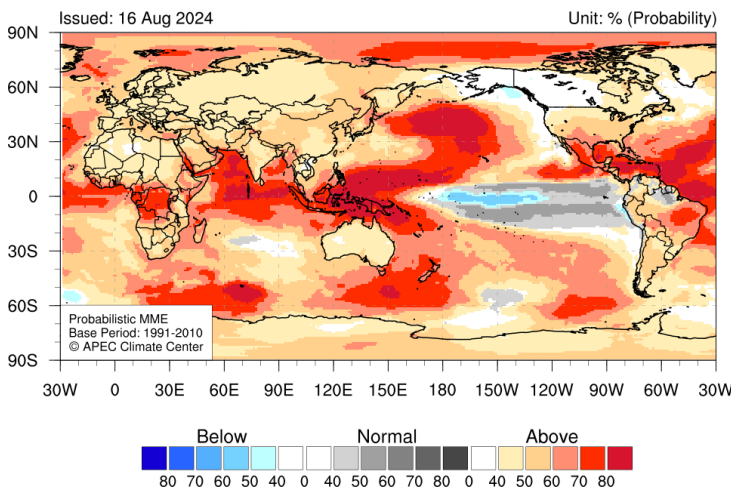 Issued: 16 Aug 2024 Unit: % (Probability)
90N
60N
30N
0
30S
60S
90S
Probabilistic MME
Base Period: 1991-2010
© APEC Climate Center
30W 0 30E 60E 90E 120E 150E 180 150W 120W 90W 60W 30W
Below Normal Above
80 70 60 50 40 0 40 50 60 70 80 0 40 50 60 70 80